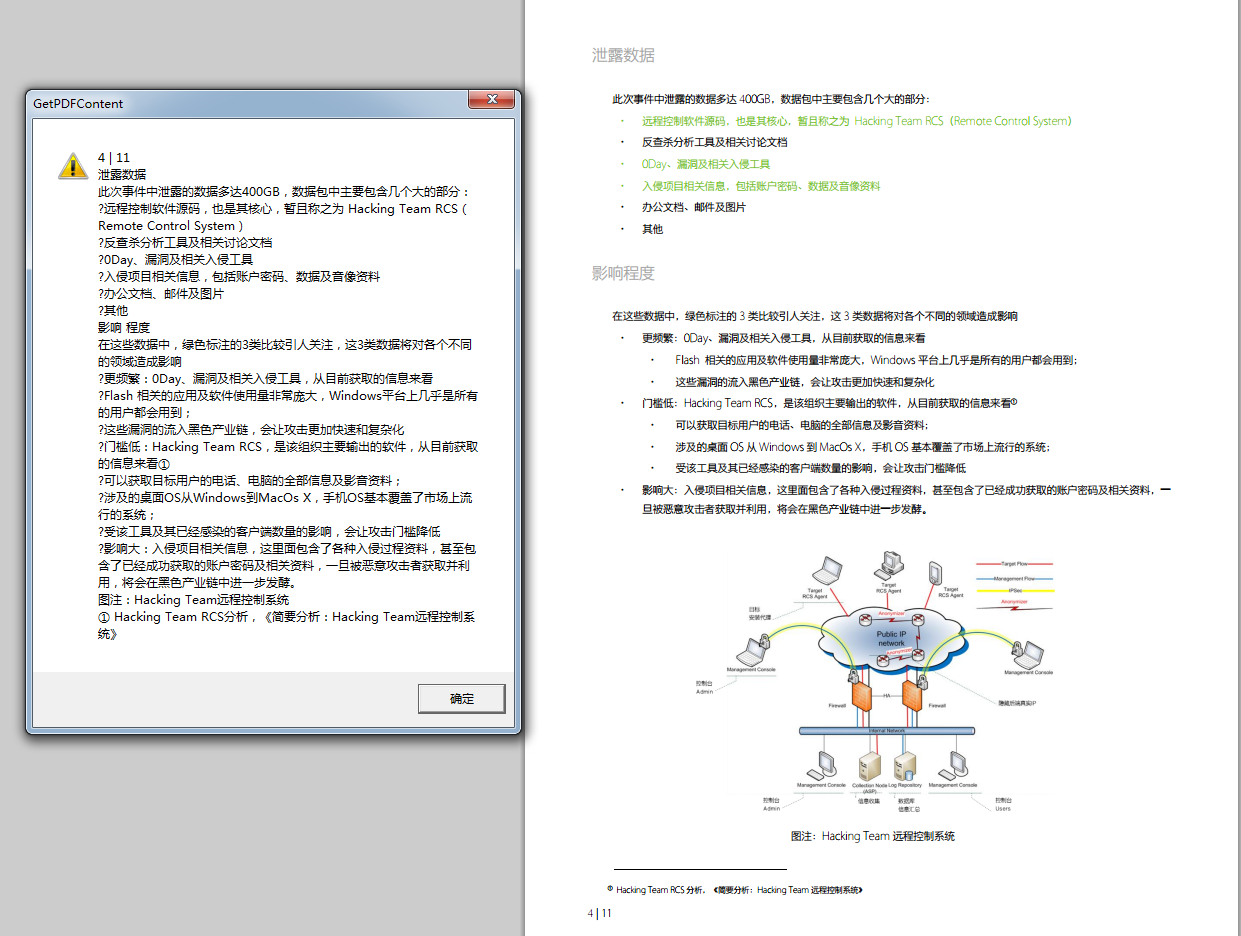 GetPDFContent
4 | 11
泄露数据
此次事件中泄露的数据多达400GB，数据包中主要包含几个大的部分：
?远程控制软件源码，也是其核心，暂且称之为 Hacking Team RCS（
Remote Control System）
?反查杀分析工具及相关讨论文档
?0Day、漏洞及相关入侵工具
?入侵项目相关信息，包括账户密码、数据及音像资料
?办公文档、邮件及图片
?其他
影响 程度
在这些数据中，绿色标注的3类比较引人关注，这3类数据将对各个不同
的领域造成影响
?更频繁：0Day、漏洞及相关入侵工具，从目前获取的信息来看
?Flash 相关的应用及软件使用量非常庞大，Windows平台上几乎是所有
的用户都会用到；
?这些漏洞的流入黑色产业链，会让攻击更加快速和复杂化
?门槛低：Hacking Team RCS，是该组织主要输出的软件，从目前获取
的信息来看①
?可以获取目标用户的电话、电脑的全部信息及影音资料；
?涉及的桌面OS从Windows到MacOs X，手机OS基本覆盖了市场上流
行的系统；
?受该工具及其已经感染的客户端数量的影响，会让攻击门槛降低
?影响大：入侵项目相关信息，这里面包含了各种入侵过程资料，甚至包
含了已经成功获取的账户密码及相关资料，一旦被恶意攻击者获取并利
用，将会在黑色产业链中进一步发酵。
图注：Hacking Team远程控制系统
① Hacking Team RCS分析，《简要分析：Hacking Team远程控制系
统》
确定
泄露数据
此次事件中泄露的数据多达 400GB，数据包中主要包含几个大的部分：
· 远程控制软件源码，也是其核心，暂且称之为 Hacking Team RCS（Remote Control System）
· 反查杀分析工具及相关讨论文档
· 0Day、漏洞及相关入侵工具
· 入侵项目相关信息，包括账户密码、数据及音像资料
· 办公文档、邮件及图片
· 其他
影响程度
在这些数据中，绿色标注的 3 类比较引人关注，这 3 类数据将对各个不同的领域造成影响
· 更频繁：0Day、漏洞及相关入侵工具，从目前获取的信息来看
· Flash 相关的应用及软件使用量非常庞大，Windows 平台上几乎是所有的用户都会用到；
· 这些漏洞的流入黑色产业链，会让攻击更加快速和复杂化
· 门槛低：Hacking Team RCS，是该组织主要输出的软件，从目前获取的信息来看①
· 可以获取目标用户的电话、电脑的全部信息及影音资料；
· 涉及的桌面 OS 从 Windows 到 MacOs X，手机 OS 基本覆盖了市场上流行的系统；
· 受该工具及其已经感染的客户端数量的影响，会让攻击门槛降低
· 影响大：入侵项目相关信息，这里面包含了各种入侵过程资料，甚至包含了已经成功获取的账户密码及相关资料，一
旦被恶意攻击者获取并利用，将会在黑色产业链中进一步发酵。
Target
RCS Agent
Target
RCS Agent
Target
RCS Agent
Target Flow
Management Flow
IPSec
Anonymizer
目标
安装代理
Anonymizer
Public IP
network
Anonymizer
Management Console
Management Console
控制台
Admin
Firewall
HA
Firewall
隐藏后端真实IP
Internal Network
Management Console
Collection Node
(ASP)
Log Repository
Management Console
控制台
Admin
信息收集
数据库
信息汇总
控制台
Users
图注：Hacking Team 远程控制系统
① Hacking Team RCS 分析，《简要分析：Hacking Team 远程控制系统》
4 | 11